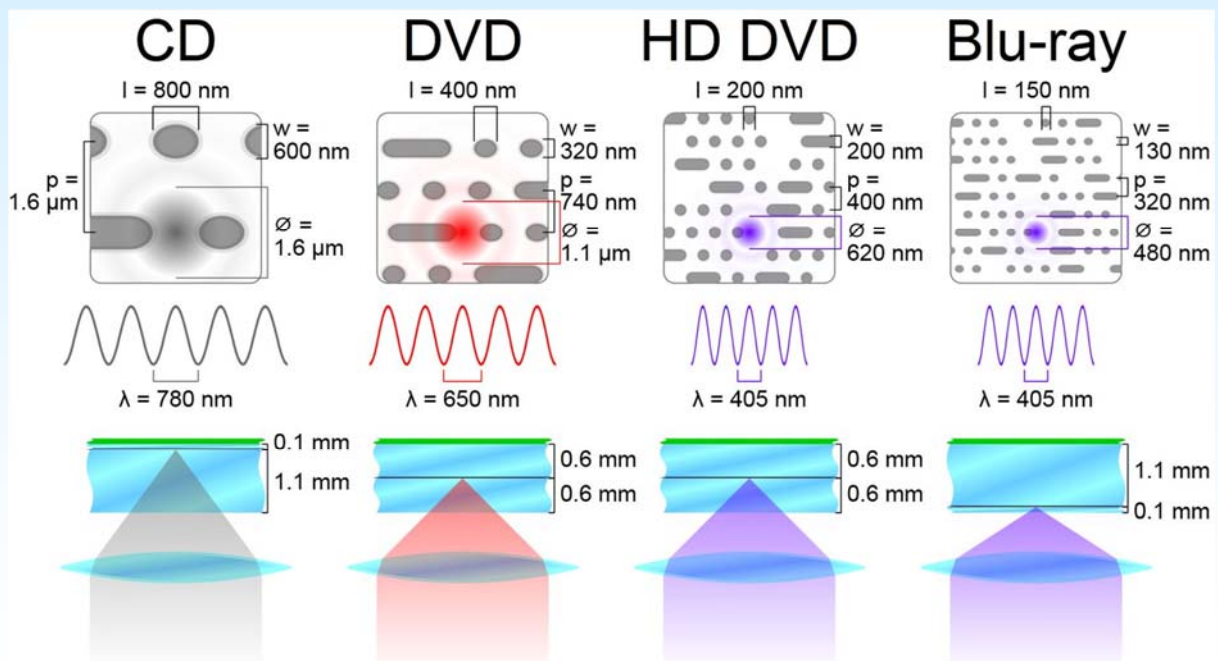 CD
l = 800 nm
w =
600 nm
p =
1.6 µm
Ø =
1.6 µm
λ = 780 nm
0.1 mm
1.1 mm
DVD
l = 400 nm
w =
320 nm
p =
740 nm
Ø =
1.1 µm
λ = 650 nm
0.6 mm
0.6 mm
HD DVD
l = 200 nm
w =
200 nm
p =
400 nm
Ø =
620 nm
λ = 405 nm
0.6 mm
0.6 mm
Blu-ray
l = 150 nm
w =
130 nm
p =
320 nm
Ø =
480 nm
λ = 405 nm
1.1 mm
0.1 mm